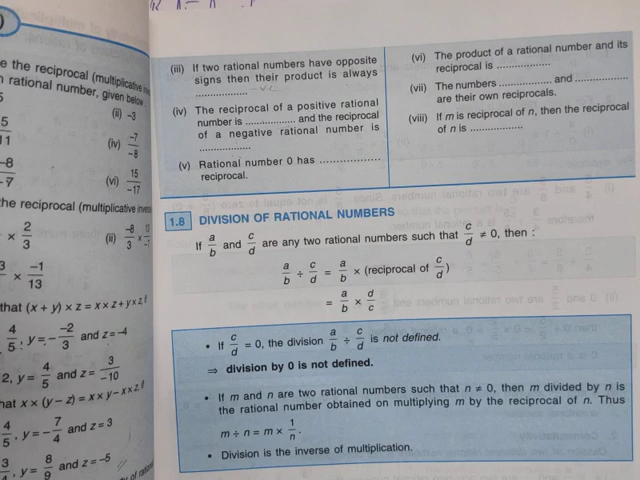 e the reciprocal (multiplicative inve
n rational number, given below
5
(ii) -3
5
11
(iv) -7
-8
-8
-7
(vi) 15
-17
the reciprocal (multiplicative inve
× 2/3
(ii) -8/3 ×
3 × -1/13
that (x + y) × z = x × z + y × z, if
4/5, y = - -2/3 and z = -4
2, y = 4/5 and z = 3/-10
hat x × (y - z) = x × y - x × z, if
4/5, y = - 7/4 and z = 3
3/4, y = 8/9 and z = -5
(iii) If two rational numbers have opposite
signs then their product is always
.................. -ve
(iv) The reciprocal of a positive rational
number is .................. and the reciprocal
of a negative rational number is
..................
(v) Rational number 0 has ..................
reciprocal.
(vi) The product of a rational number and its
reciprocal is ..................
(vii) The numbers .................. and ..................
are their own reciprocals.
(viii) If m is reciprocal of n, then the reciprocal
of n is ..................
1.8 DIVISION OF RATIONAL NUMBERS
If a/b and c/d are any two rational numbers such that c/d ≠ 0, then :
a/b ÷ c/d = a/b × (reciprocal of c/d)
= a/b × d/c
• If c/d = 0, the division a/b ÷ c/d is not defined.
⇒ division by 0 is not defined.
• If m and n are two rational numbers such that n ≠ 0, then m divided by n is
the rational number obtained on multiplying m by the reciprocal of n. Thus
m ÷ n = m × 1/n.
• Division is the inverse of multiplication.